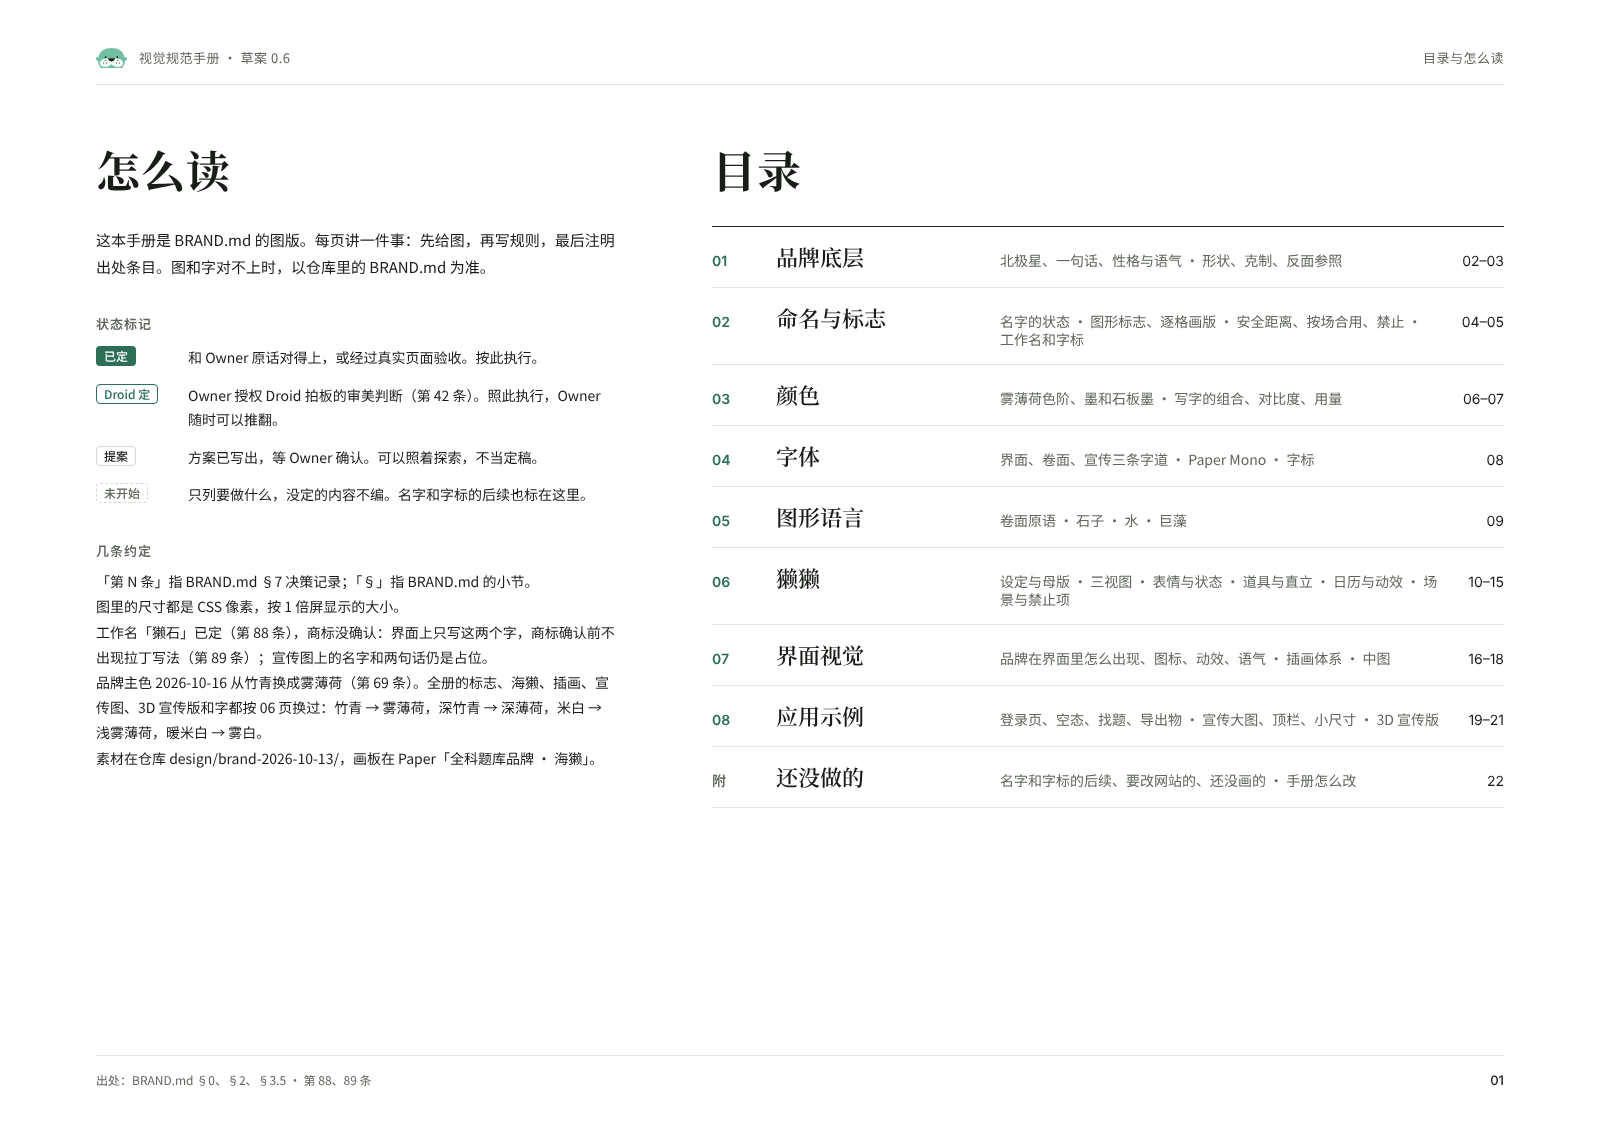 视觉规范手册 · 草案 0.6
目录与怎么读
怎么读
这本手册是 BRAND.md 的图版。每页讲一件事：先给图，再写规则，最后注明
出处条目。图和字对不上时，以仓库里的 BRAND.md 为准。
状态标记
已定
和 Owner 原话对得上，或经过真实页面验收。按此执行。
Droid 定
Owner 授权 Droid 拍板的审美判断（第 42 条）。照此执行，Owner
随时可以推翻。
提案
方案已写出，等 Owner 确认。可以照着探索，不当定稿。
未开始
只列要做什么，没定的内容不编。名字和字标的后续也标在这里。
几条约定
「第 N 条」指 BRAND.md §7 决策记录；「§」指 BRAND.md 的小节。
图里的尺寸都是 CSS 像素，按 1 倍屏显示的大小。
工作名「獭石」已定（第 88 条），商标没确认：界面上只写这两个字，商标确认前不
出现拉丁写法（第 89 条）；宣传图上的名字和两句话仍是占位。
品牌主色 2026-10-16 从竹青换成雾薄荷（第 69 条）。全册的标志、海獭、插画、宣
传图、3D 宣传版和字都按 06 页换过：竹青 → 雾薄荷，深竹青 → 深薄荷，米白 →
浅雾薄荷，暖米白 → 雾白。
素材在仓库 design/brand-2026-10-13/，画板在 Paper「全科题库品牌 · 海獭」。
目录
01 品牌底层 北极星、一句话、性格与语气 · 形状、克制、反面参照 02–03
02 命名与标志 名字的状态 · 图形标志、逐格画版 · 安全距离、按场合用、禁止 · 04–05
工作名和字标
03 颜色 雾薄荷色阶、墨和石板墨 · 写字的组合、对比度、用量 06–07
04 字体 界面、卷面、宣传三条字道 · Paper Mono · 字标 08
05 图形语言 卷面原语 · 石子 · 水 · 巨藻 09
06 獭獭 设定与母版 · 三视图 · 表情与状态 · 道具与直立 · 日历与动效 · 场 10–15
景与禁止项
07 界面视觉 品牌在界面里怎么出现、图标、动效、语气 · 插画体系 · 中图 16–18
08 应用示例 登录页、空态、找题、导出物 · 宣传大图、顶栏、小尺寸 · 3D 宣传版 19–21
附 还没做的 名字和字标的后续、要改网站的、还没画的 · 手册怎么改 22
出处：BRAND.md §0、§2、§3.5 · 第 88、89 条
01